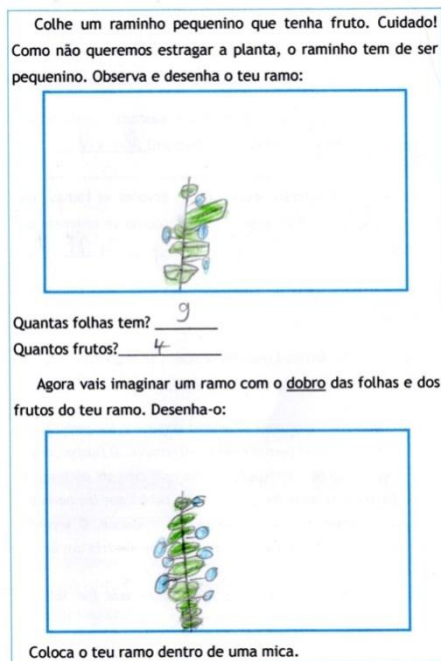 Colhe um raminho pequenino que tenha fruto. Cuidado!
Como não queremos estragar a planta, o raminho tem de ser
pequenino. Observa e desenha o teu ramo:
Quantas folhas tem? 9
Quantos frutos? 4
Agora vais imaginar um ramo com o dobro das folhas e dos
frutos do teu ramo. Desenha-o:
Coloca o teu ramo dentro de uma mica.